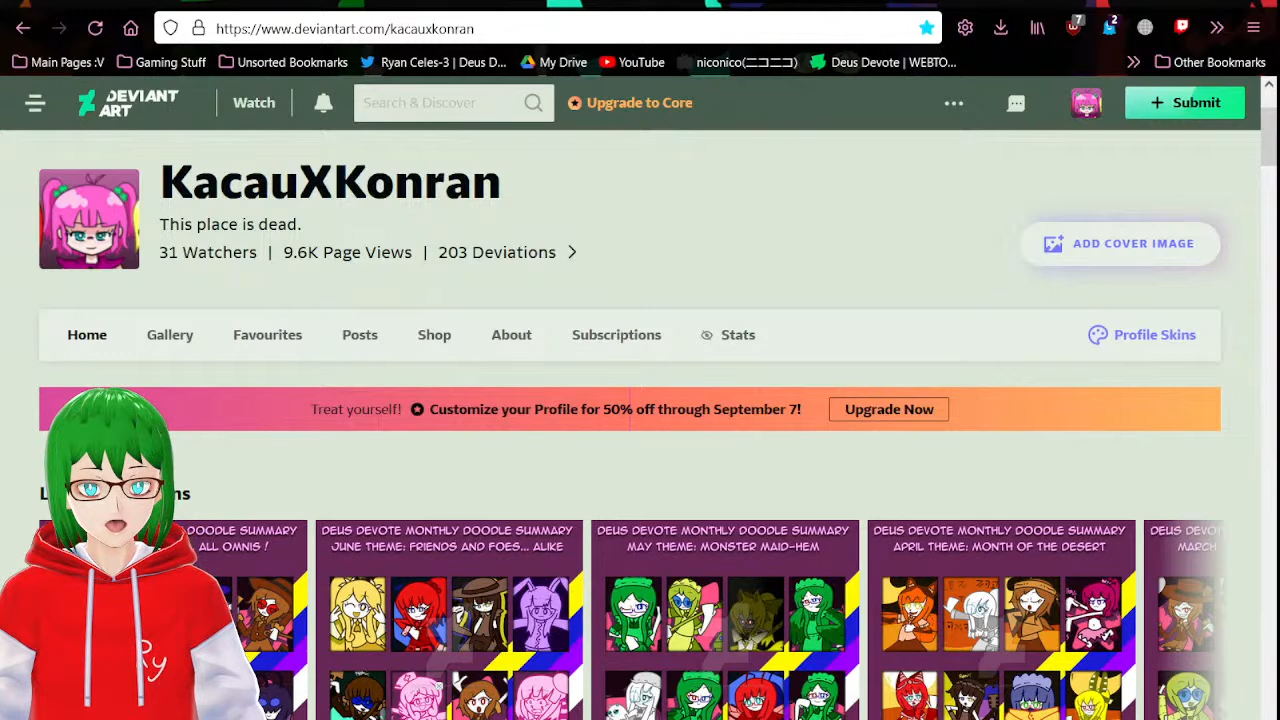 https://www.deviantart.com/kacauxkonran
7
2
Main Pages :V Gaming Stuff Unsorted Bookmarks Ryan Celes-3 | Deus D... My Drive YouTube niconico(ニコニコ) Deus Devote | WEBTO... Other Bookmarks
DEVIANT
ART
Watch Search & Discover Upgrade to Core + Submit
KacauXKonran
This place is dead.
31 Watchers | 9.6K Page Views | 203 Deviations
ADD COVER IMAGE
Home Gallery Favourites Posts Shop About Subscriptions Stats Profile Skins
Treat yourself! Customize your Profile for 50% off through September 7! Upgrade Now
DOODLE SUMMARY
ALL OMNIS !
DEUS DEVOTE MONTHLY DOODLE SUMMARY
JUNE THEME: FRIENDS AND FOES... ALIKE
DEUS DEVOTE MONTHLY DOODLE SUMMARY
MAY THEME: MONSTER MAID-HEM
DEUS DEVOTE MONTHLY DOODLE SUMMARY
APRIL THEME: MONTH OF THE DESERT
DEUS DEVOTE
MARCH
Ry